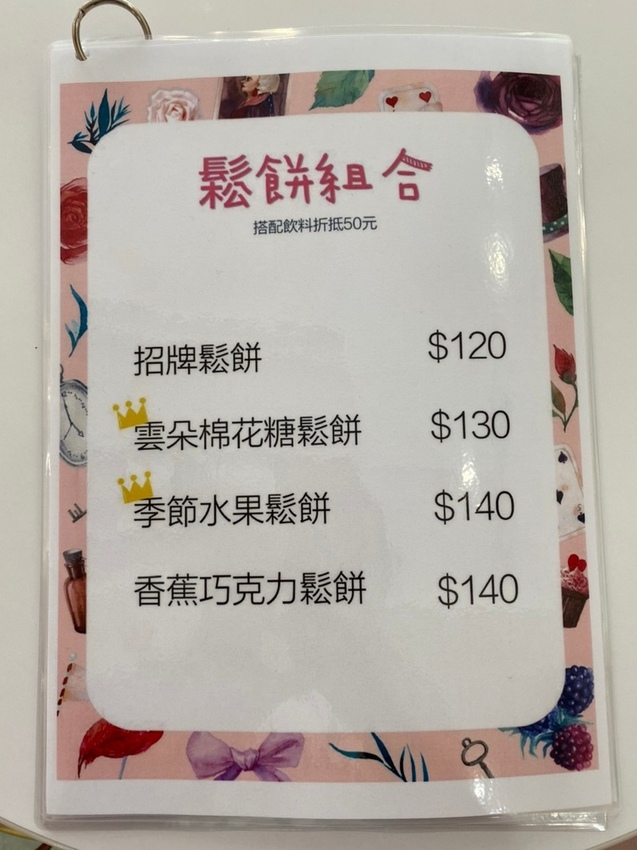 鬆餅組合
搭配飲料折抵50元
招牌鬆餅 $120
雲朵棉花糖鬆餅 $130
季節水果鬆餅 $140
香蕉巧克力鬆餅 $140